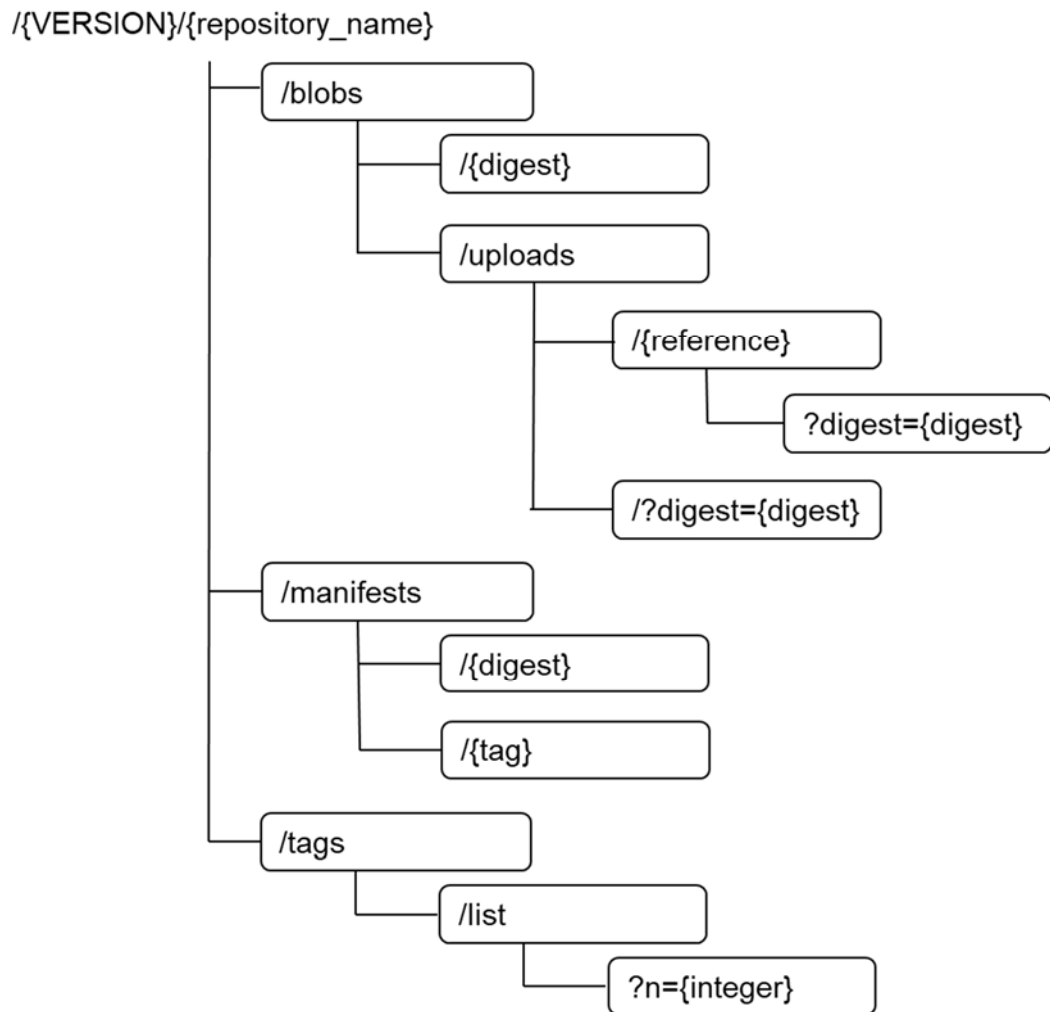 /{VERSION}/{repository_name}
/blobs
/{digest}
/uploads
/{reference}
?digest={digest}
/?digest={digest}
/manifests
/{digest}
/{tag}
/tags
/list
?n={integer}